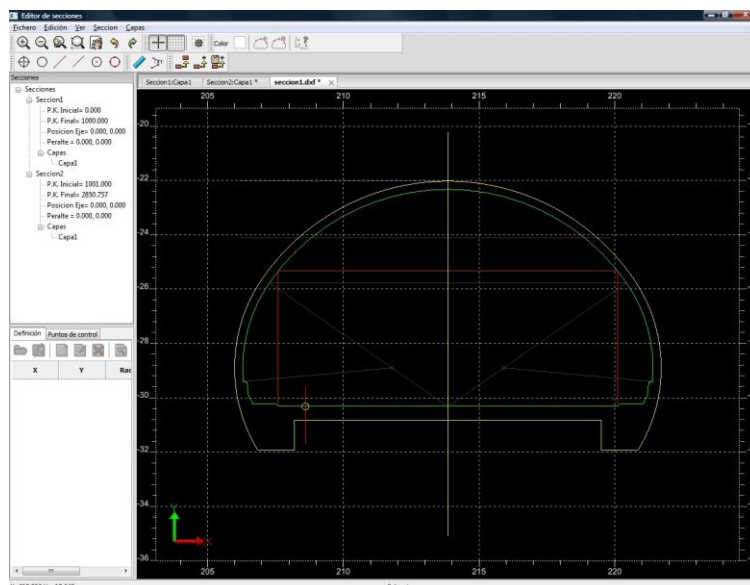 Editor de secciones
Fichero Edición Ver Seccion Capas
Color
Secciones
Secciones
Seccion1
P.K. Inicial= 0.000
P.K. Final= 1000.000
Posicion Eje= 0.000, 0.000
Peralte = 0.000, 0.000
Capas
Capa1
Seccion2
P.K. Inicial= 1001.000
P.K. Final= 2850.757
Posicion Eje= 0.000, 0.000
Peralte = 0.000, 0.000
Capas
Capa1
Definición Puntos de control
X Y Rad
Seccion1:Capa1 Seccion2:Capa1 * seccion1.dxf *
205 210 215 220
-20
-22
-24
-26
-28
-30
-32
-34
-36
X
205 210 215 220